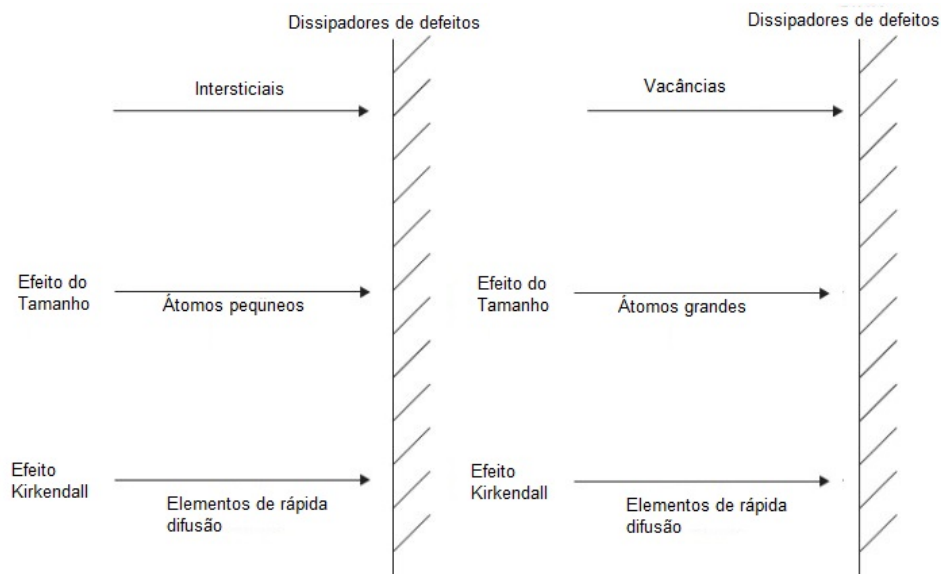 Dissipadores de defeitos
Intersticiais
Efeito do
Tamanho
Átomos pequneos
Efeito
Kirkendall
Elementos de rápida
difusão
Dissipadores de defeitos
Vacâncias
Efeito do
Tamanho
Átomos grandes
Efeito
Kirkendall
Elementos de rápida
difusão